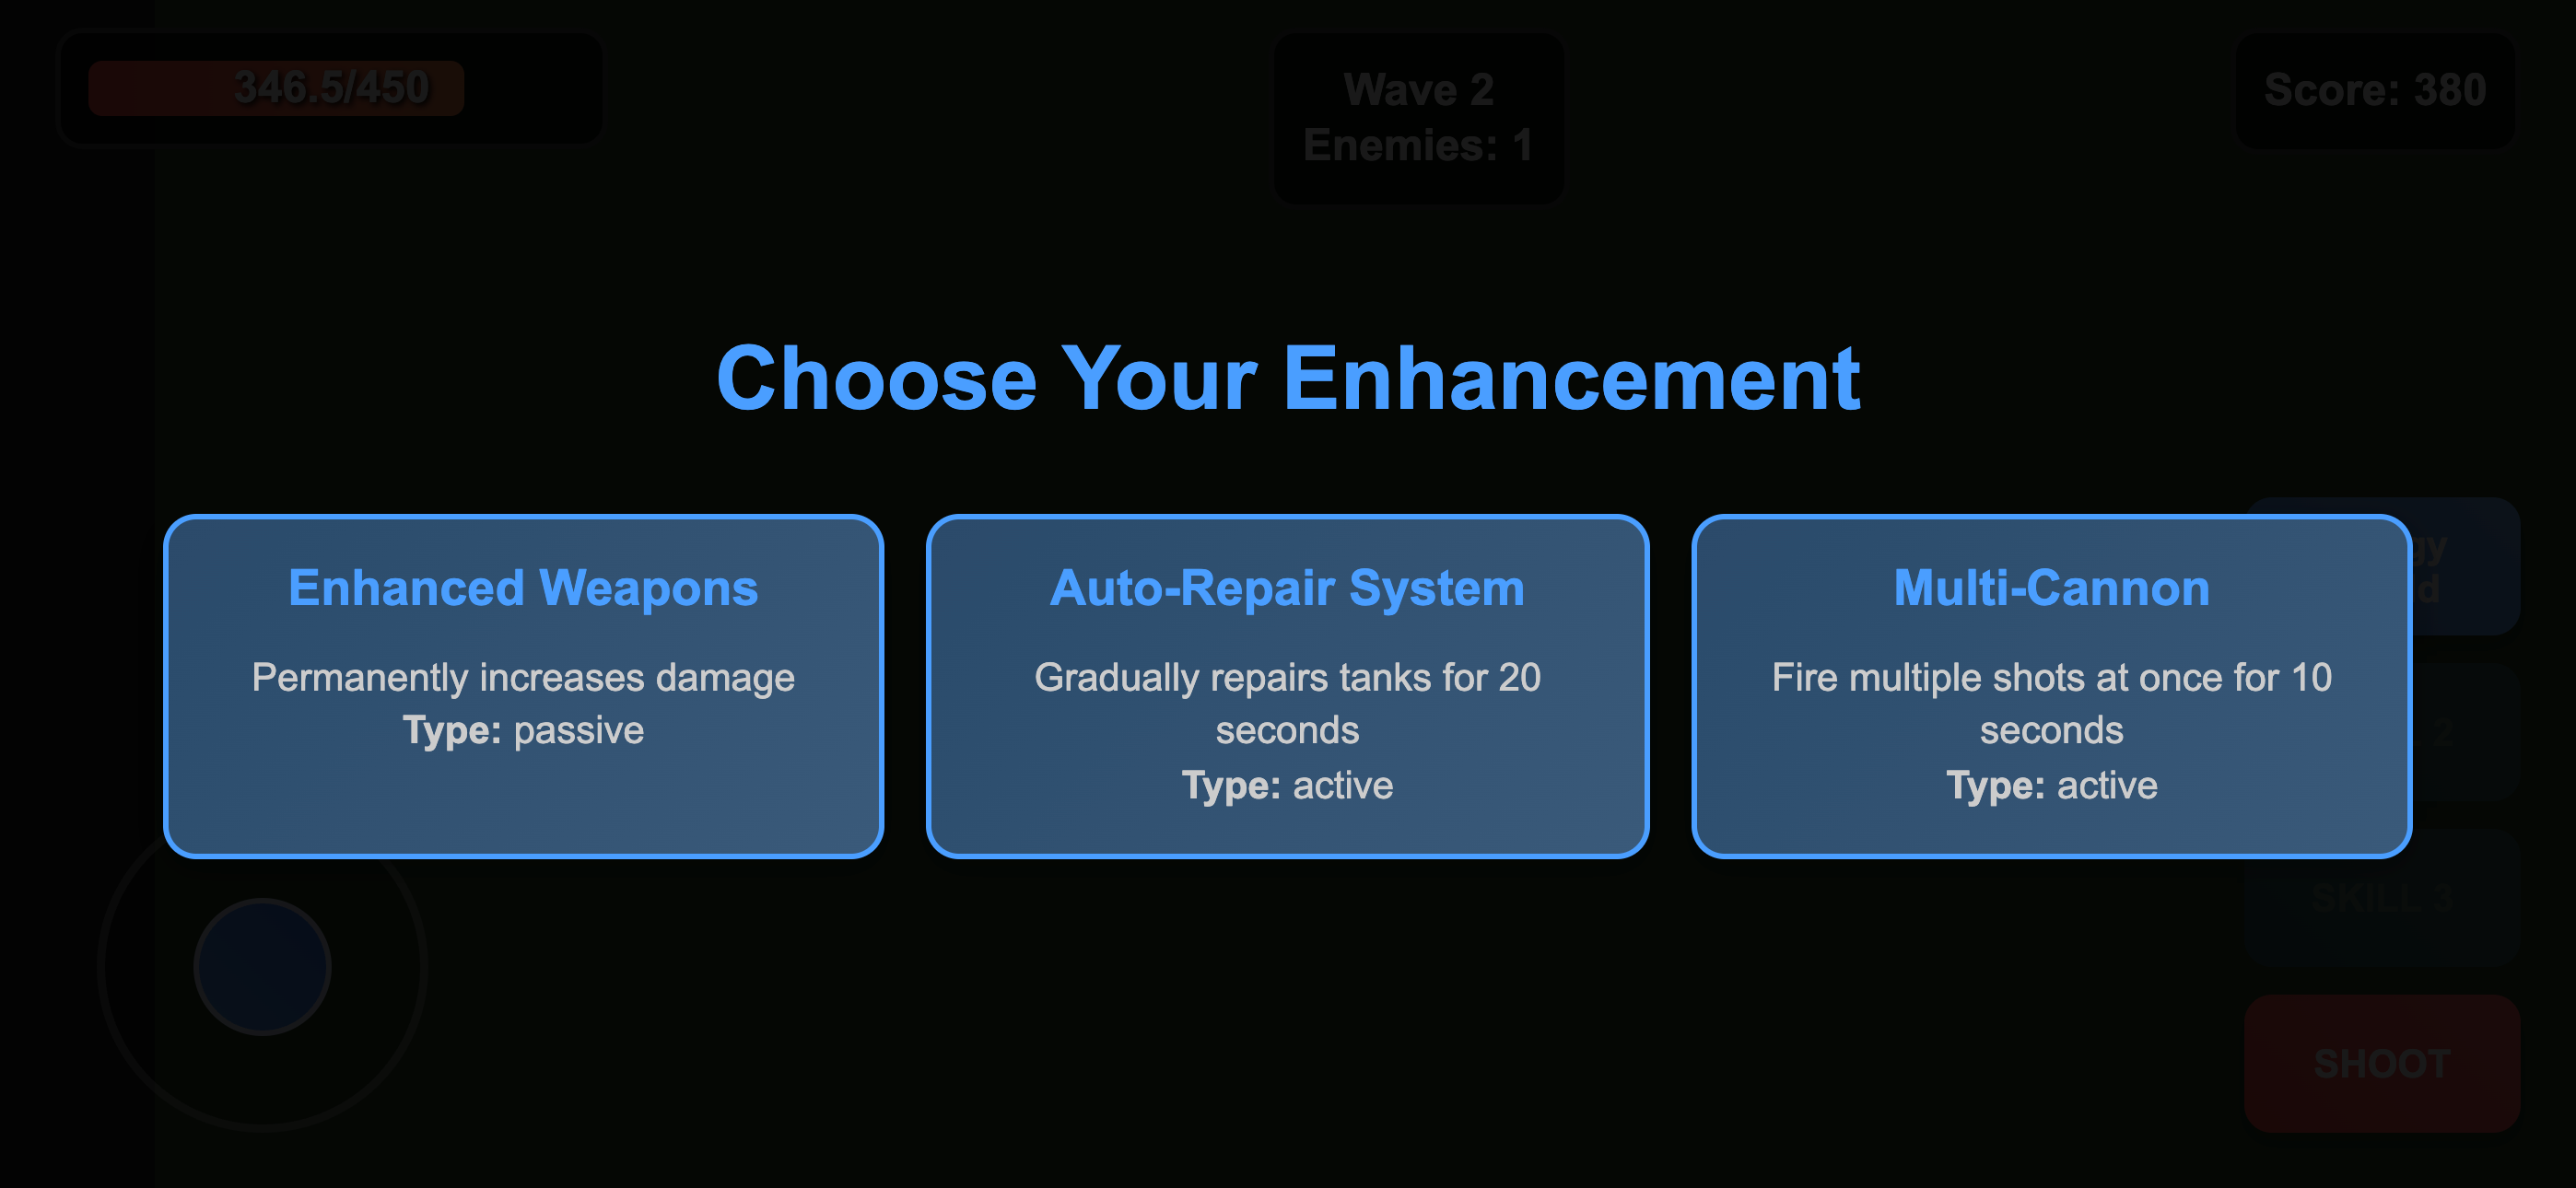 346.5/450
Wave 2
Enemies: 1
Score: 380
Choose Your Enhancement
Enhanced Weapons
Permanently increases damage
Type: passive
Auto-Repair System
Gradually repairs tanks for 20
seconds
Type: active
Multi-Cannon
Fire multiple shots at once for 10
seconds
Type: active
gy
d
2
SKILL 3
SHOOT